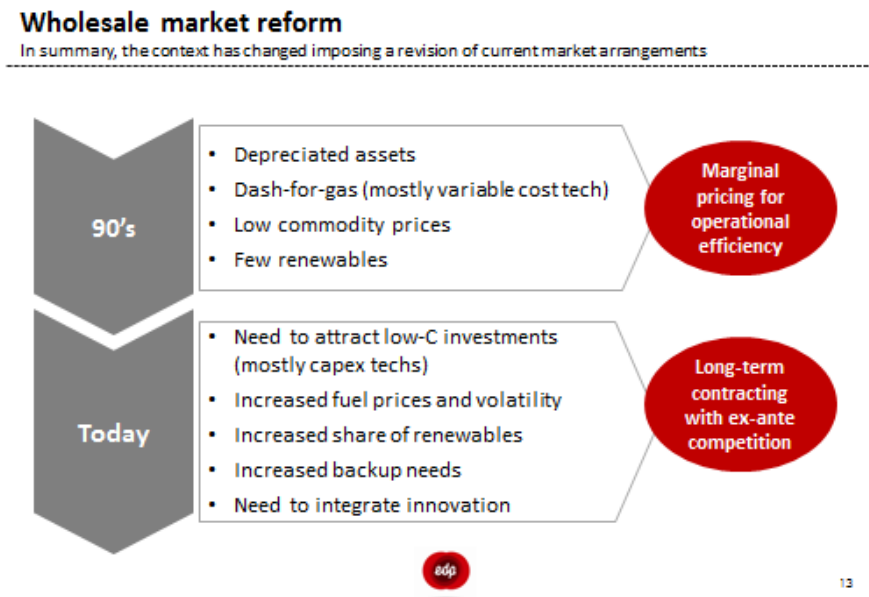 Wholesale market reform
In summary, the context has changed imposing a revision of current market arrangements
90's
• Depreciated assets
• Dash-for-gas (mostly variable cost tech)
• Low commodity prices
• Few renewables
Marginal
pricing for
operational
efficiency
Today
• Need to attract low-C investments
(mostly capex techs)
• Increased fuel prices and volatility
• Increased share of renewables
• Increased backup needs
• Need to integrate innovation
Long-term
contracting
with ex-ante
competition
edp
13